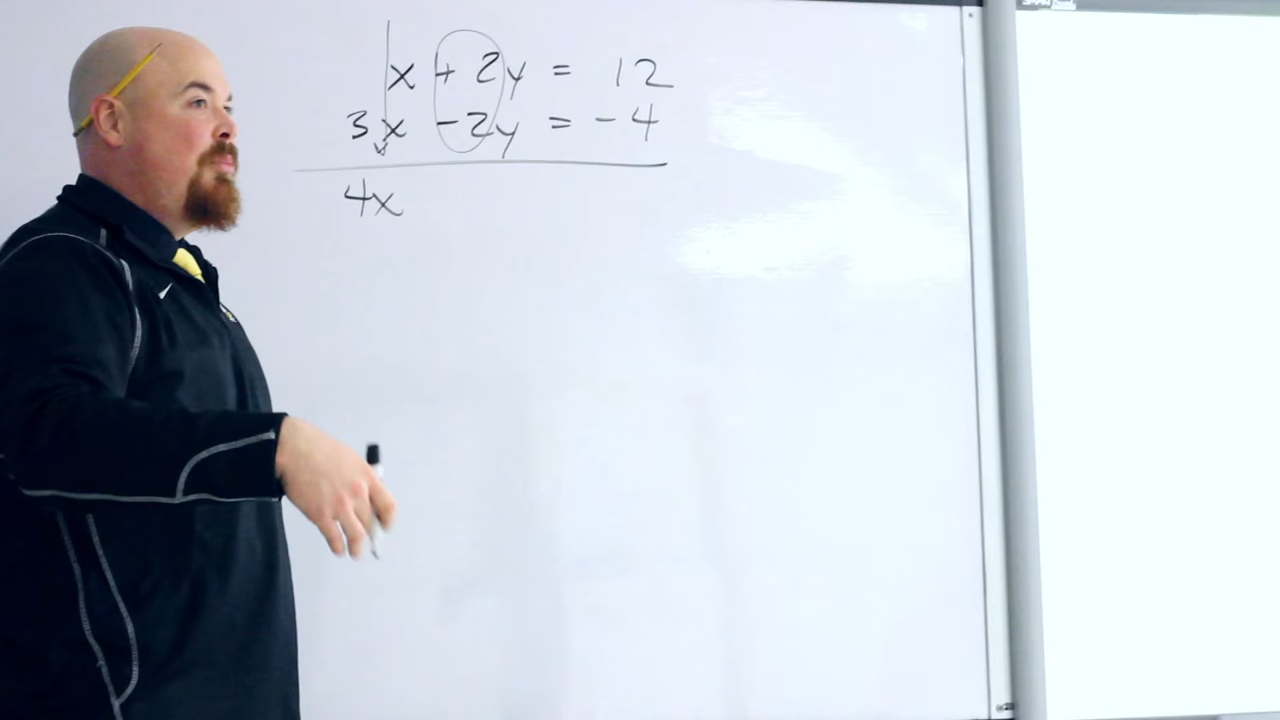 x + 2y = 12
3x - 2y = -4
4x